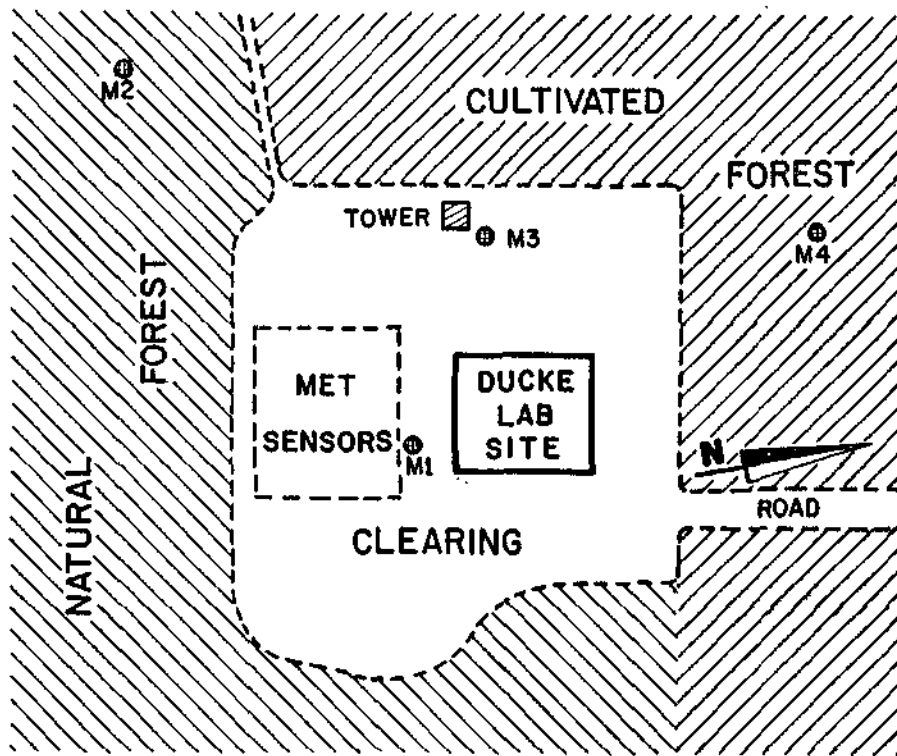 M2
CULTIVATED
FOREST
TOWER
M3
M4
FOREST
MET
SENSORS
DUCKE
LAB
SITE
M1
N
ROAD
CLEARING
NATURAL